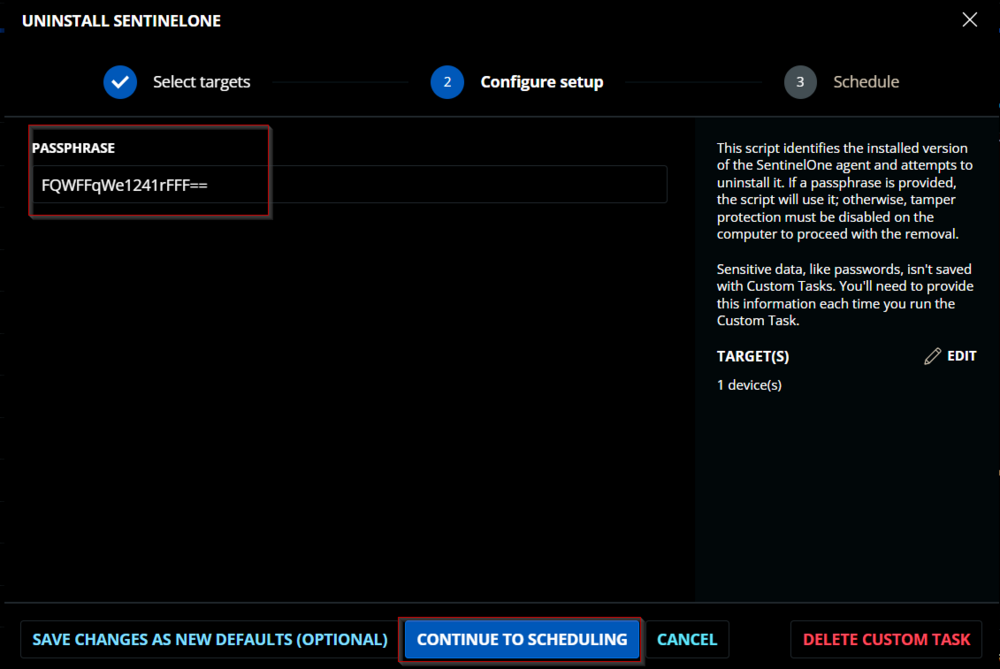 UNINSTALL SENTINELONE
Select targets
2
Configure setup
3
Schedule
PASSPHRASE
FQWFFqWe1241rFFF==
This script identifies the installed version
of the SentinelOne agent and attempts to
uninstall it. If a passphrase is provided,
the script will use it; otherwise, tamper
protection must be disabled on the
computer to proceed with the removal.
Sensitive data, like passwords, isn't saved
with Custom Tasks. You'll need to provide
this information each time you run the
Custom Task.
TARGET(S)
EDIT
1 device(s)
SAVE CHANGES AS NEW DEFAULTS (OPTIONAL)
CONTINUE TO SCHEDULING
CANCEL
DELETE CUSTOM TASK